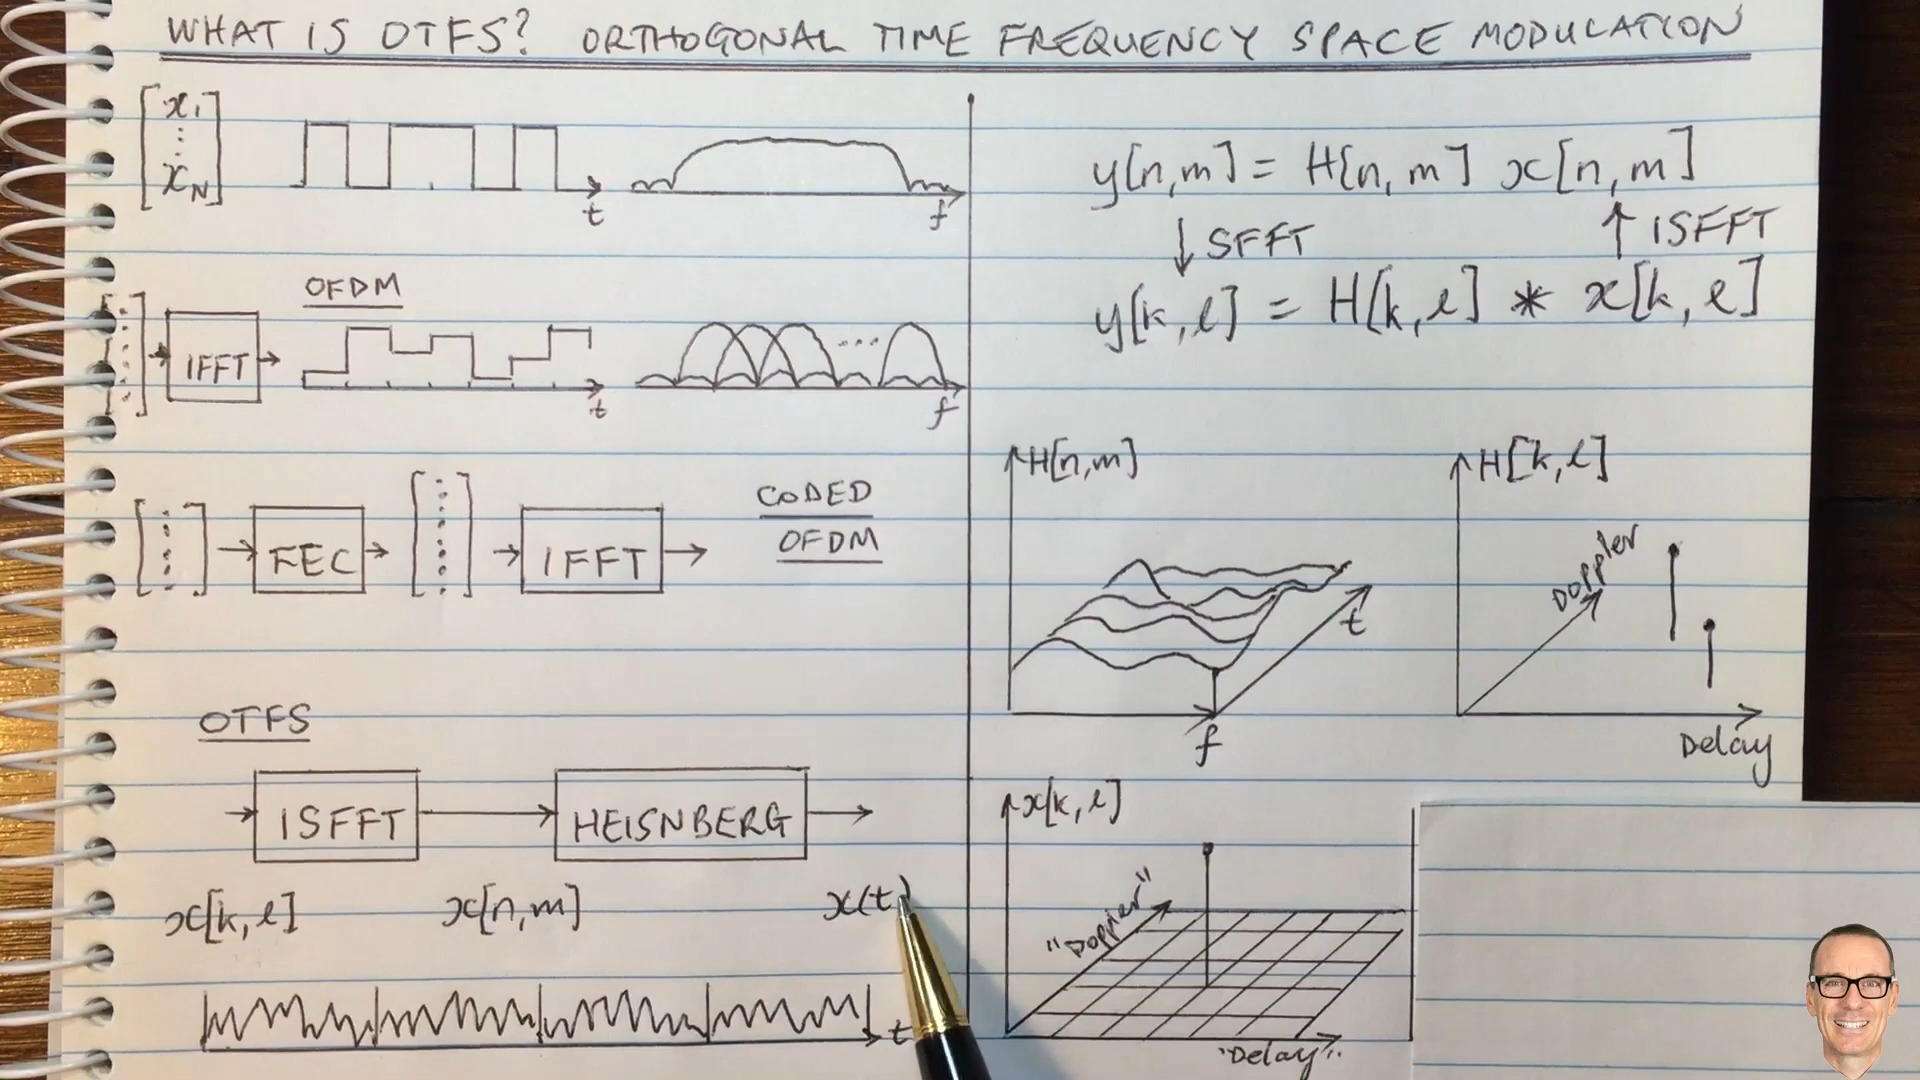 WHAT IS OTFS? ORTHOGONAL TIME FREQUENCY SPACE MODULATION
x1
⋮
xN
t
f
OFDM
IFFT
t
f
FEC
IFFT
CODED
OFDM
OTFS
ISFFT
HEISNBERG
x[k, l]
x[n,m]
x(t)
t
y[n,m] = H[n,m] x[n,m]
↓ SFFT
↑ ISFFT
y[k,l] = H[k,l] * x[k,l]
H[n,m]
t
f
H[k,l]
Doppler
Delay
x[k,l]
"Doppler"
"Delay"